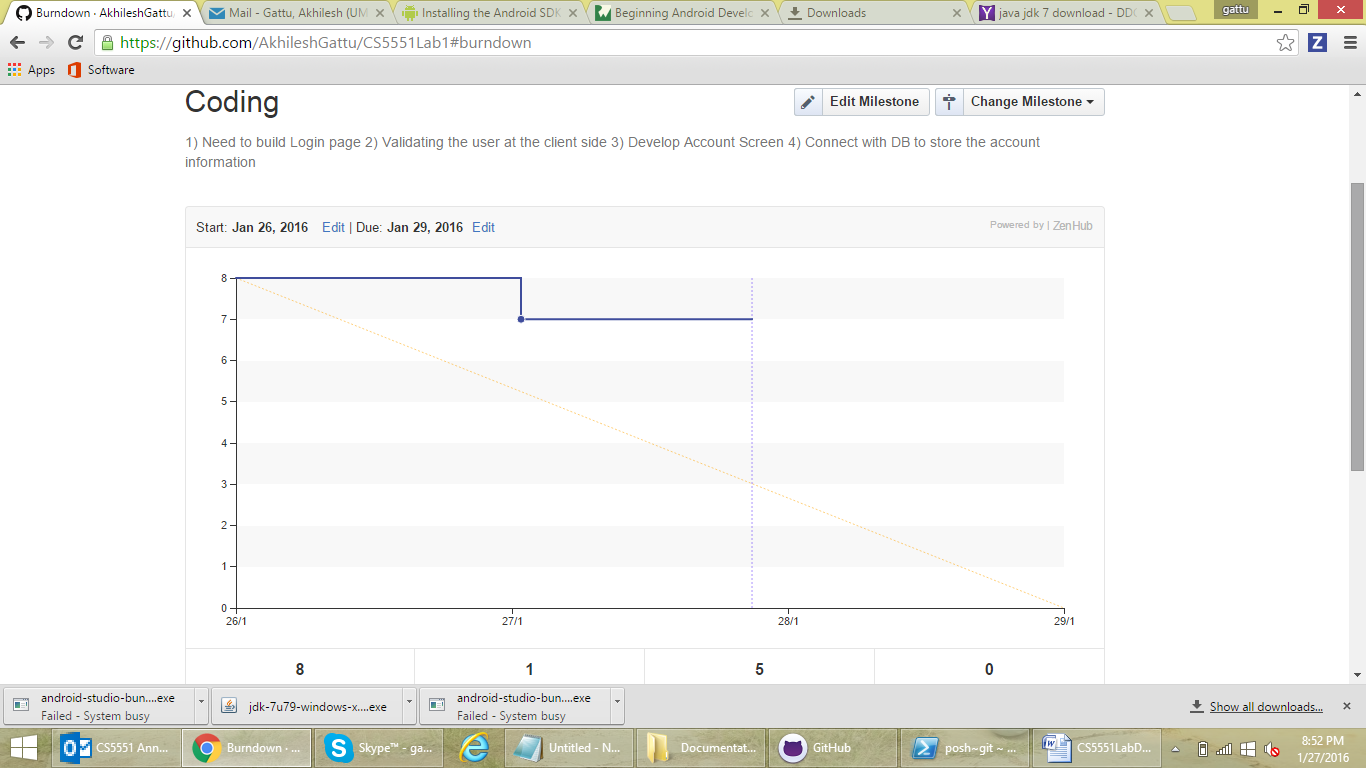 Burndown · AkhileshGattu/
Mail - Gattu, Akhilesh (UM
Installing the Android SDK
Beginning Android Develo
Downloads
java jdk 7 download - DDG
gattu
https://github.com/AkhileshGattu/CS5551Lab1#burndown
Z
Apps
Software
Coding
Edit Milestone
Change Milestone
1) Need to build Login page 2) Validating the user at the client side 3) Develop Account Screen 4) Connect with DB to store the account
information
Start: Jan 26, 2016 Edit | Due: Jan 29, 2016 Edit
Powered by | ZenHub
8
7
6
5
4
3
2
1
0
26/1 27/1 28/1 29/1
8 1 5 0
android-studio-bun....exe
Failed - System busy
jdk-7u79-windows-x....exe
android-studio-bun....exe
Failed - System busy
Show all downloads...
CS5551 Ann...
Burndown · ...
Skype™ - ga...
Untitled - N...
Documentat...
GitHub
posh~git ~ ...
CS5551LabD...
8:52 PM
1/27/2016